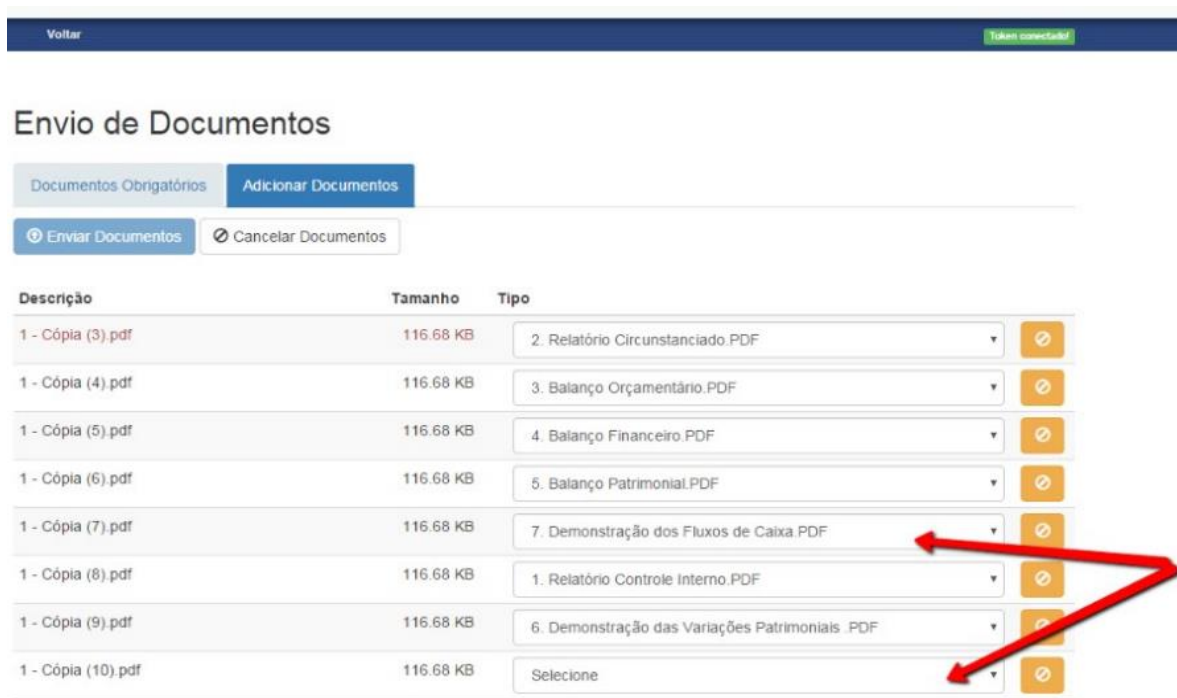 Voltar Token conectado!
Envio de Documentos
Documentos Obrigatórios Adicionar Documentos
Enviar Documentos Cancelar Documentos
Descrição Tamanho Tipo
1 - Cópia (3).pdf 116.68 KB 2. Relatório Circunstanciado.PDF
1 - Cópia (4).pdf 116.68 KB 3. Balanço Orçamentário.PDF
1 - Cópia (5).pdf 116.68 KB 4. Balanço Financeiro.PDF
1 - Cópia (6).pdf 116.68 KB 5. Balanço Patrimonial.PDF
1 - Cópia (7).pdf 116.68 KB 7. Demonstração dos Fluxos de Caixa.PDF
1 - Cópia (8).pdf 116.68 KB 1. Relatório Controle Interno.PDF
1 - Cópia (9).pdf 116.68 KB 6. Demonstração das Variações Patrimoniais .PDF
1 - Cópia (10).pdf 116.68 KB Selecione